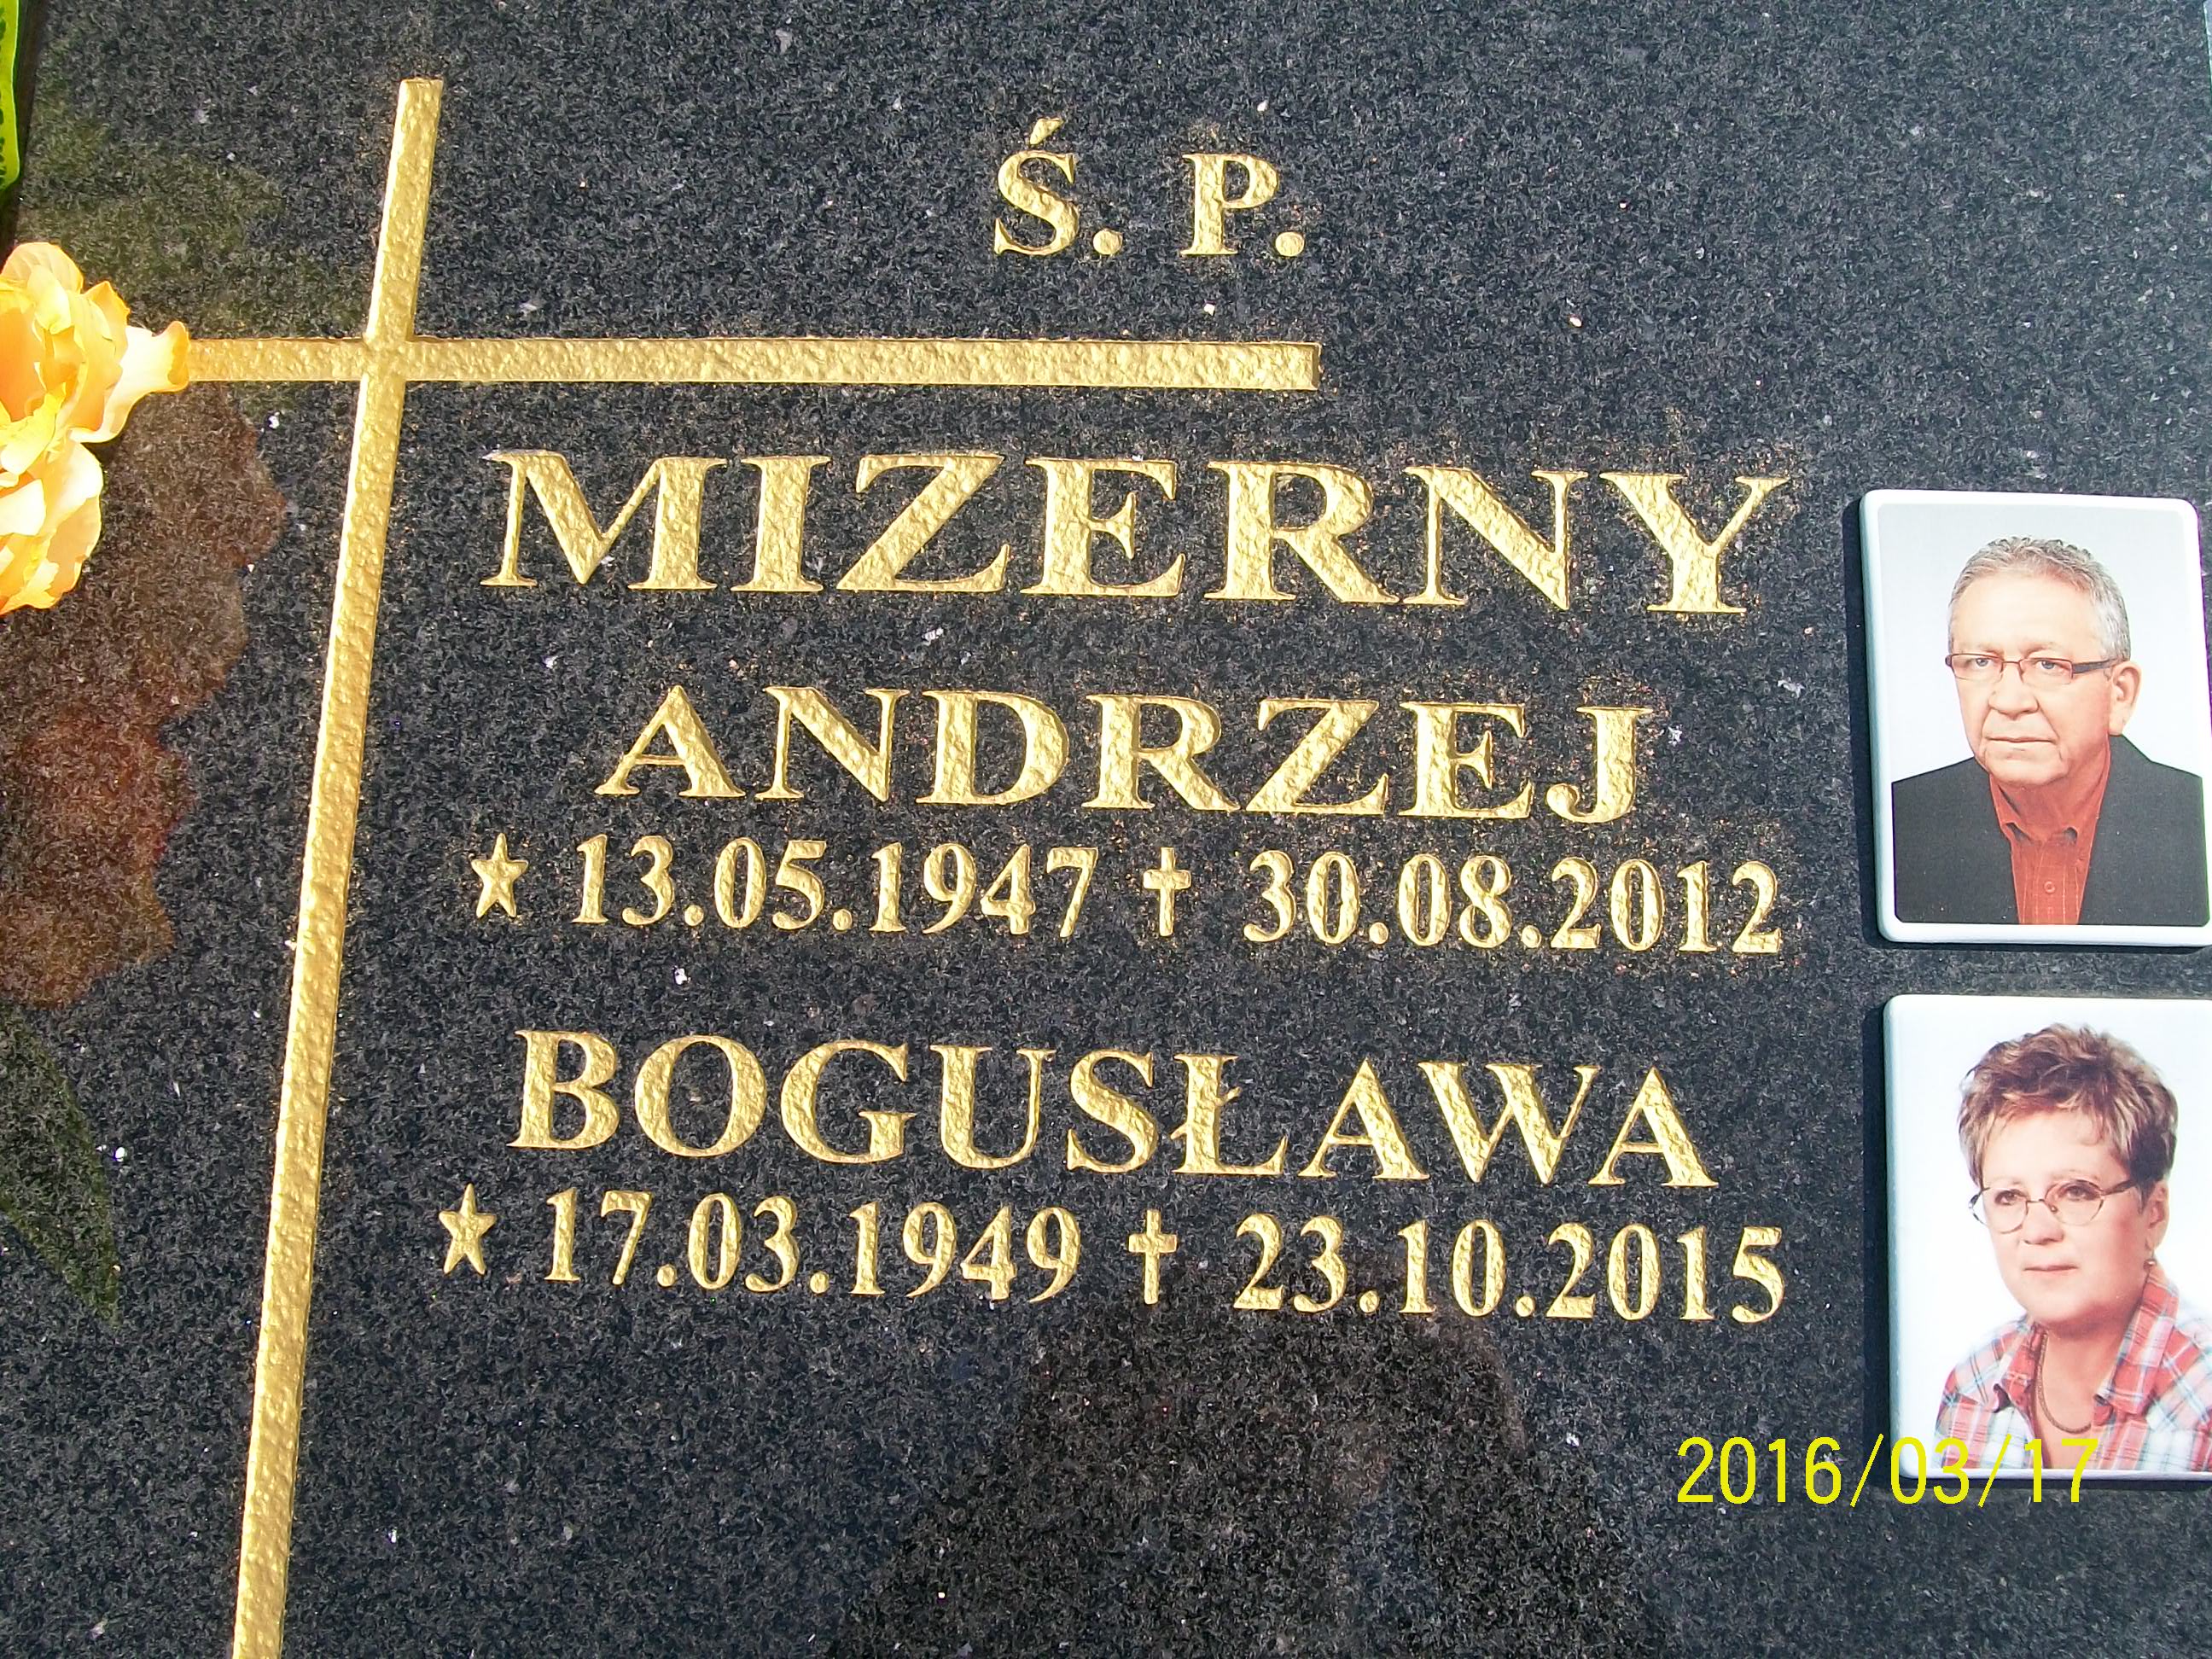 Ś. P.
MIZERNY
ANDRZEJ
★ 13.05.1947 ✝ 30.08.2012
BOGUSŁAWA
★ 17.03.1949 ✝ 23.10.2015
2016/03/17